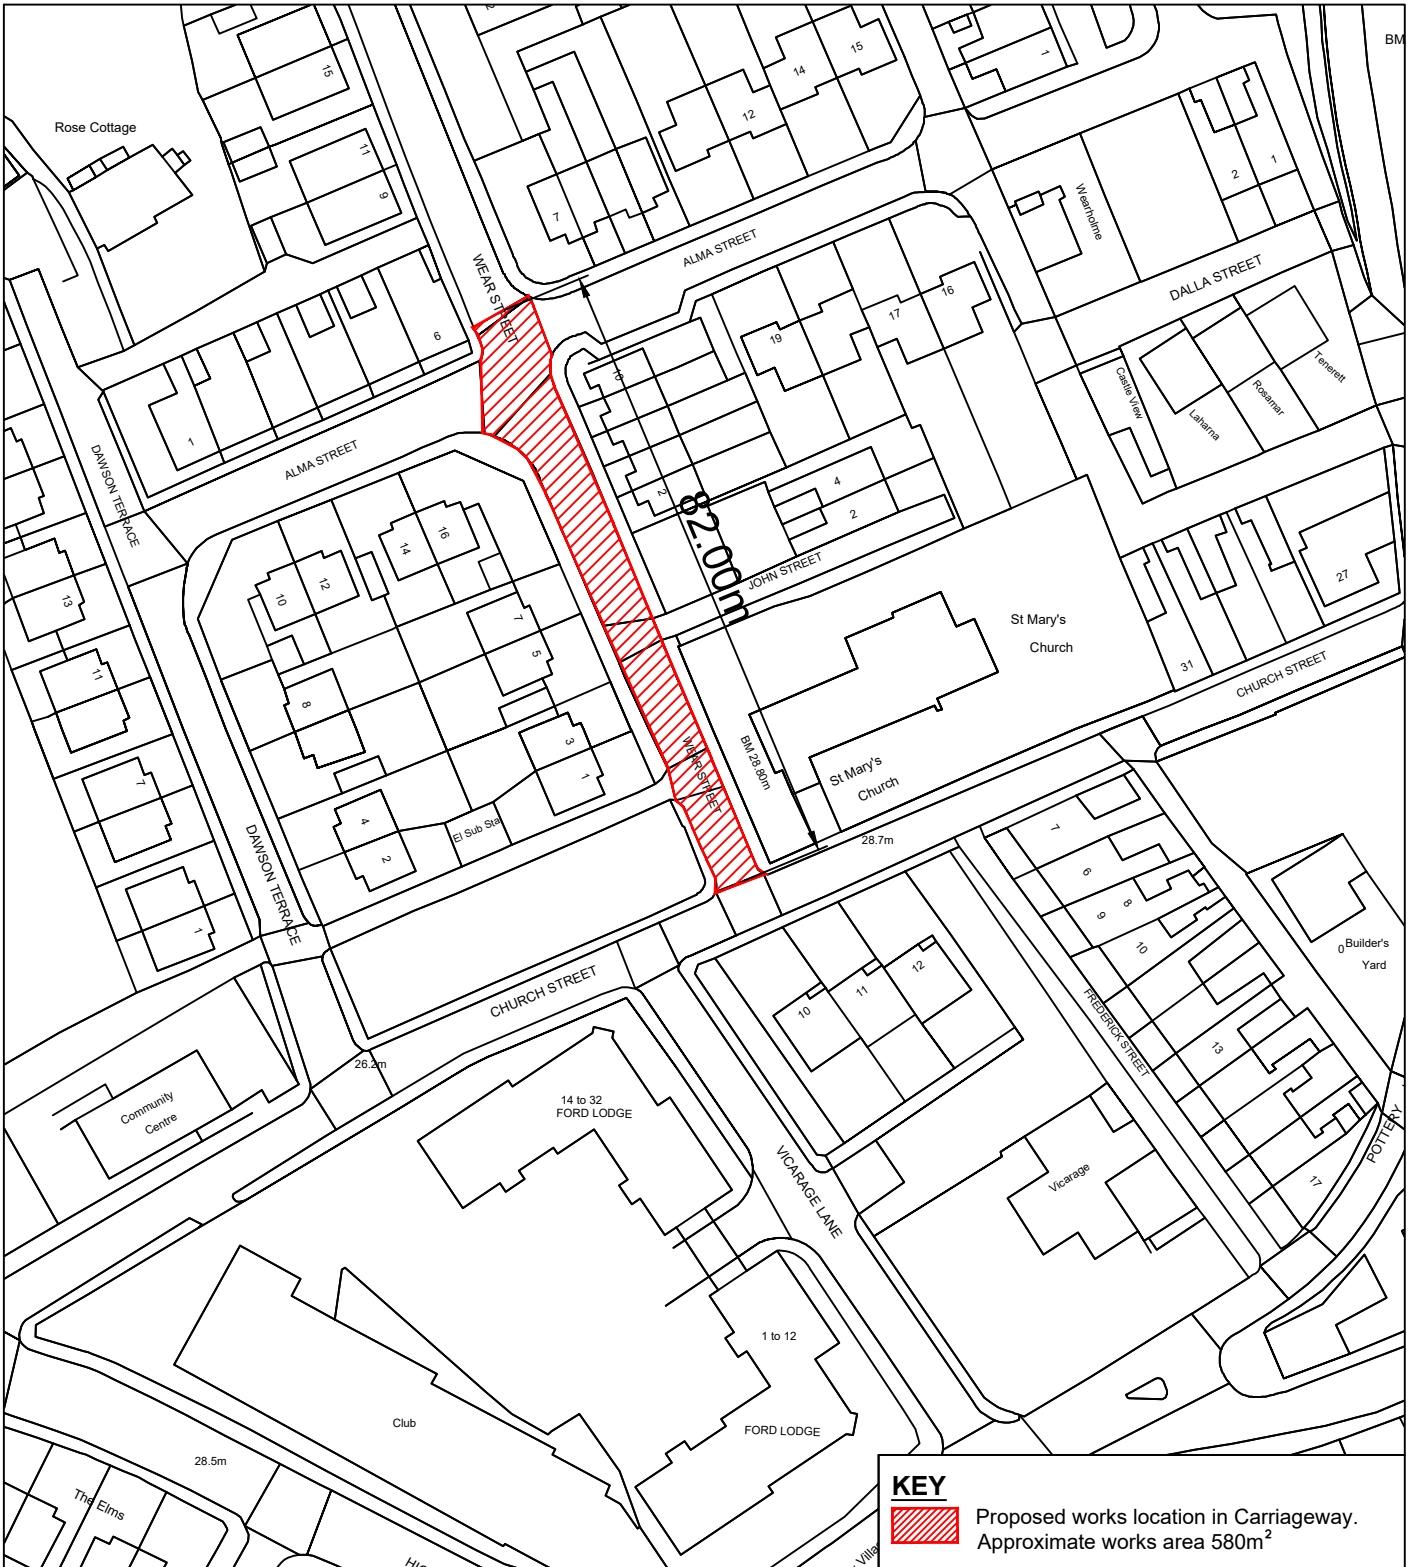 BM
15
15
14
1
12
Rose Cottage
11
9
1
2
7
Wearholme
ALMA STREET
WEAR STREET
DALLA STREET
16
17
19
6
Tenerett
10
Castle View
Rosamar
Laharna
1
ALMA STREET
DAWSON TERRACE
4
2
2
82.00m
16
14
12
10
JOHN STREET
27
13
7
5
St Mary's
Church
11
31
CHURCH STREET
8
3
1
WEAR STREET
BM 28.80m
St Mary's
Church
7
4
2
El Sub Sta
28.7m
7
6
8
9
10
DAWSON TERRACE
1
0
Builder's
Yard
12
11
10
CHURCH STREET
FREDERICK STREET
13
26.2m
Community
Centre
14 to 32
FORD LODGE
VICARAGE LANE
Vicarage
POTTERY
17
1 to 12
FORD LODGE
Club
28.5m
The Elms
KEY
Proposed works location in Carriageway.
Approximate works area 580m²